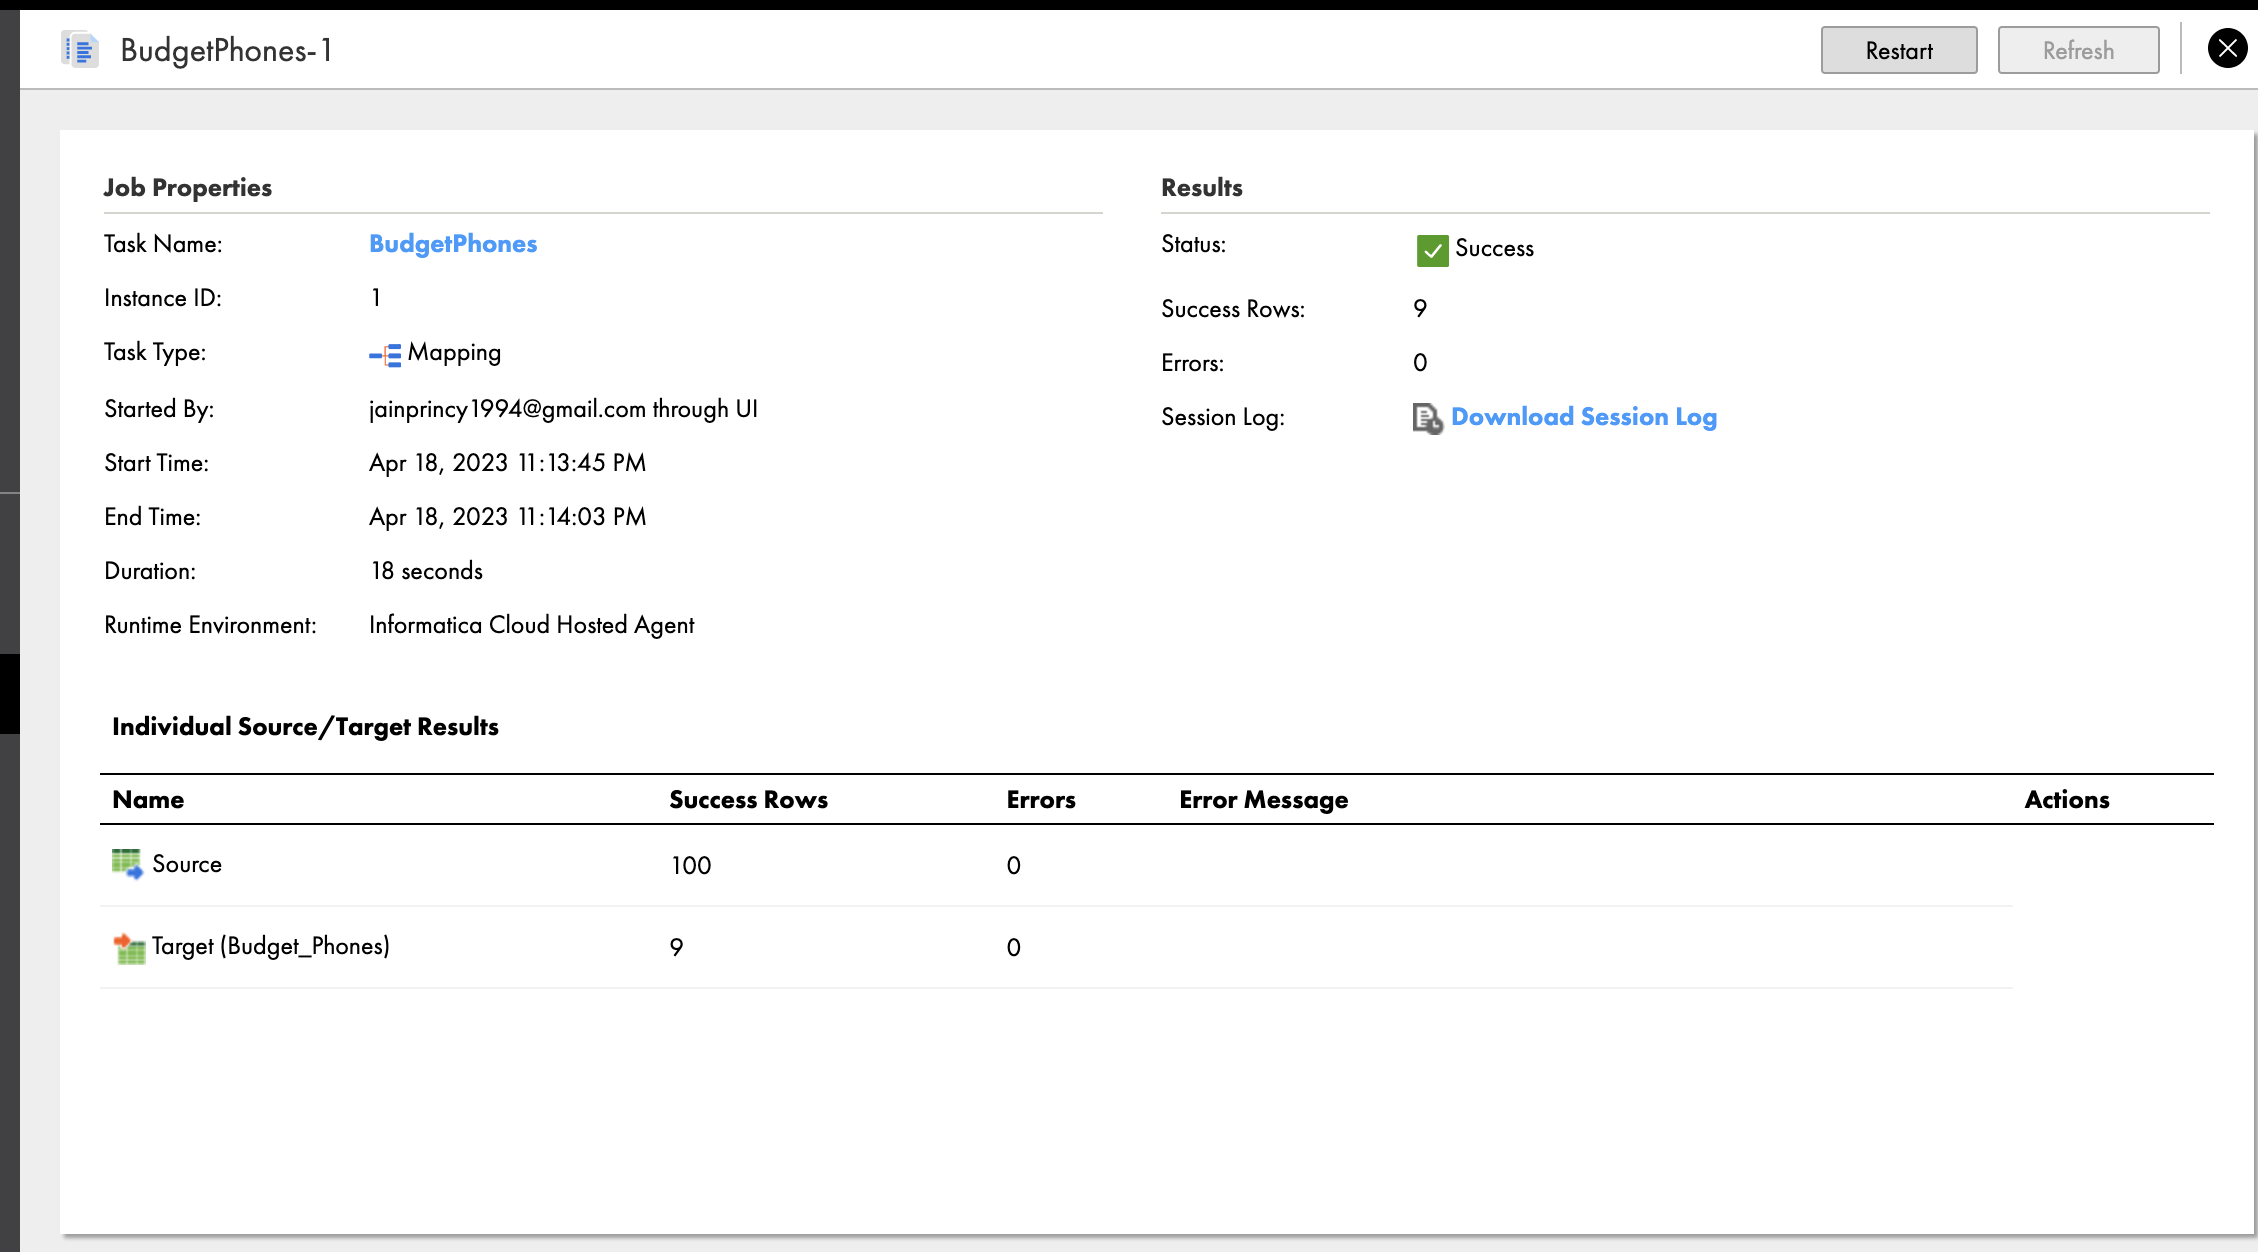 BudgetPhones-1
Restart
Refresh
Job Properties
Task Name: BudgetPhones
Instance ID: 1
Task Type: Mapping
Started By: jainprincy1994@gmail.com through UI
Start Time: Apr 18, 2023 11:13:45 PM
End Time: Apr 18, 2023 11:14:03 PM
Duration: 18 seconds
Runtime Environment: Informatica Cloud Hosted Agent
Results
Status: Success
Success Rows: 9
Errors: 0
Session Log: Download Session Log
Individual Source/Target Results
Name Success Rows Errors Error Message Actions
Source 100 0
Target (Budget_Phones) 9 0